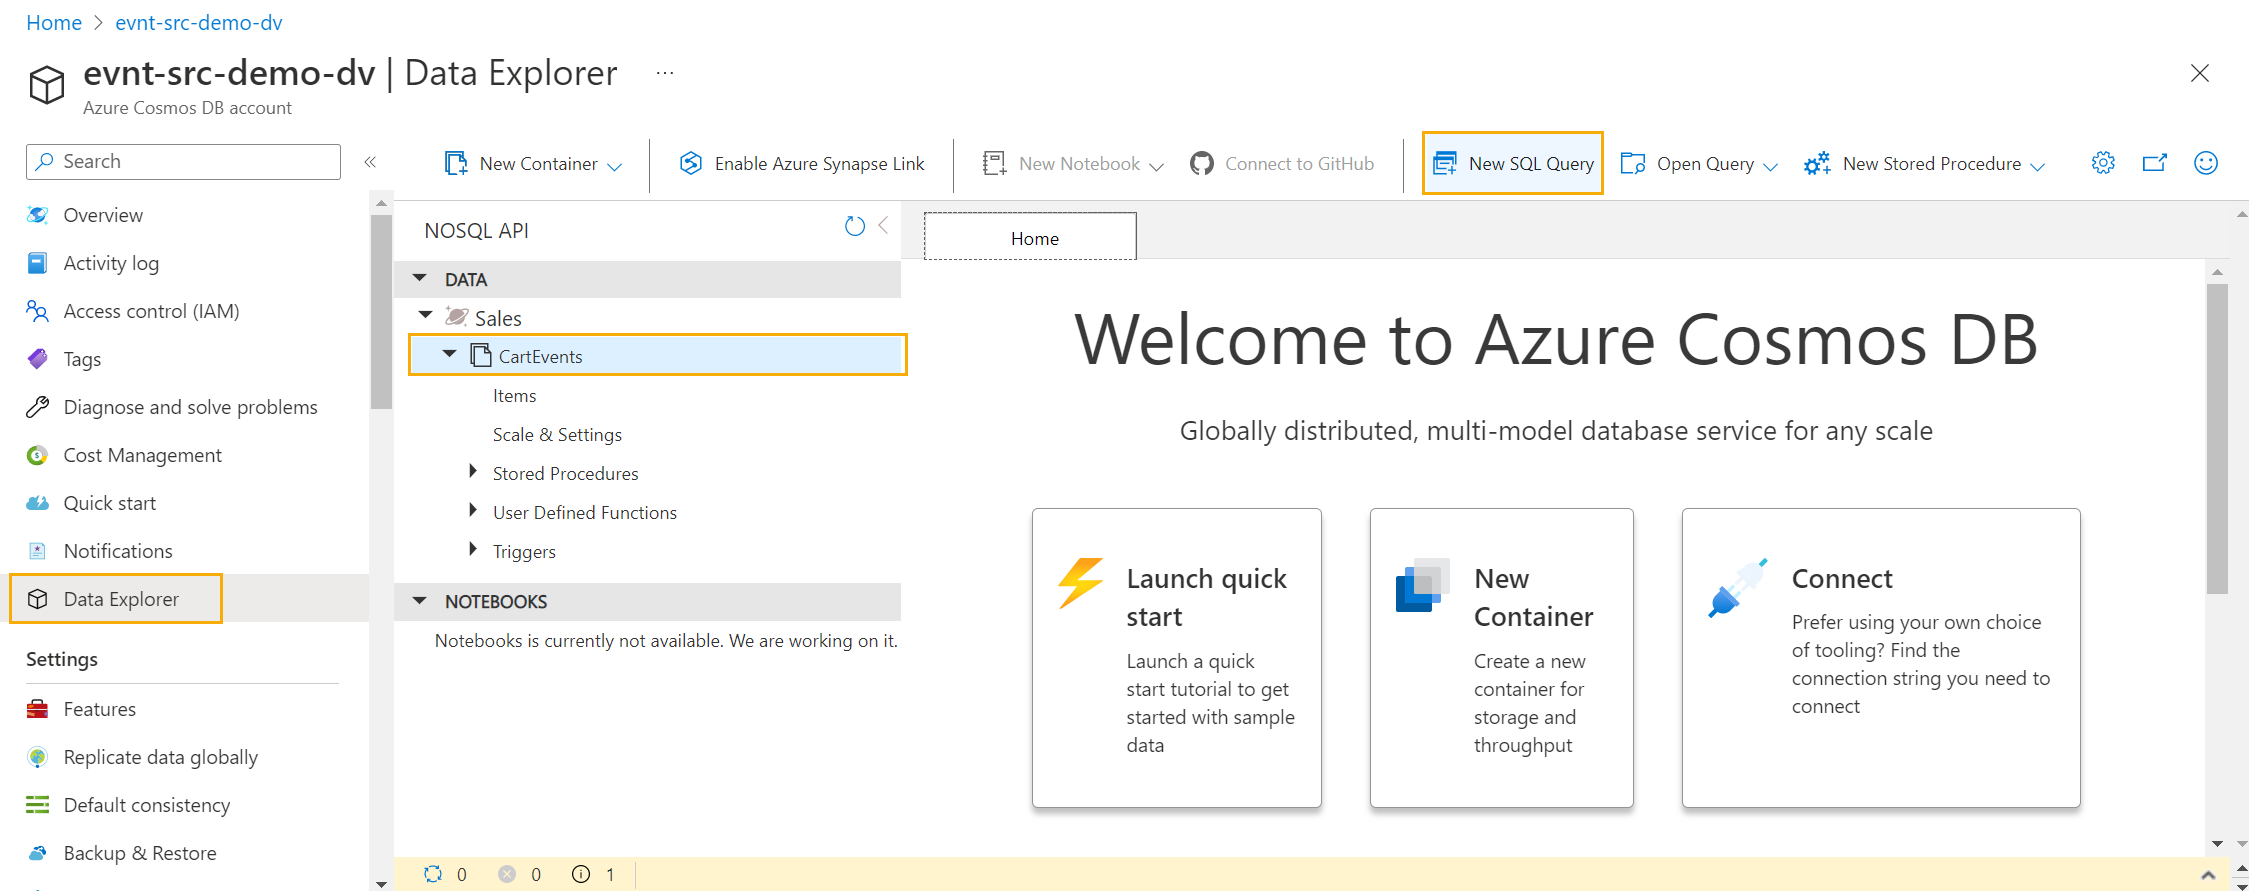 Home > evnt-src-demo-dv
evnt-src-demo-dv | Data Explorer ...
Azure Cosmos DB account
Search «
New Container
Enable Azure Synapse Link
New Notebook
Connect to GitHub
New SQL Query
Open Query
New Stored Procedure
Overview
Activity log
Access control (IAM)
Tags
Diagnose and solve problems
Cost Management
Quick start
Notifications
Data Explorer
Settings
Features
Replicate data globally
Default consistency
Backup & Restore
NOSQL API
DATA
Sales
CartEvents
Items
Scale & Settings
Stored Procedures
User Defined Functions
Triggers
NOTEBOOKS
Notebooks is currently not available. We are working on it.
Home
Welcome to Azure Cosmos DB
Globally distributed, multi-model database service for any scale
Launch quick
start
Launch a quick
start tutorial to get
started with sample
data
New
Container
Create a new
container for
storage and
throughput
Connect
Prefer using your own choice
of tooling? Find the
connection string you need to
connect
0 0 1